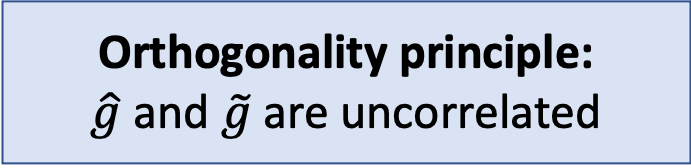 Orthogonality principle:
ĝ and g̃ are uncorrelated